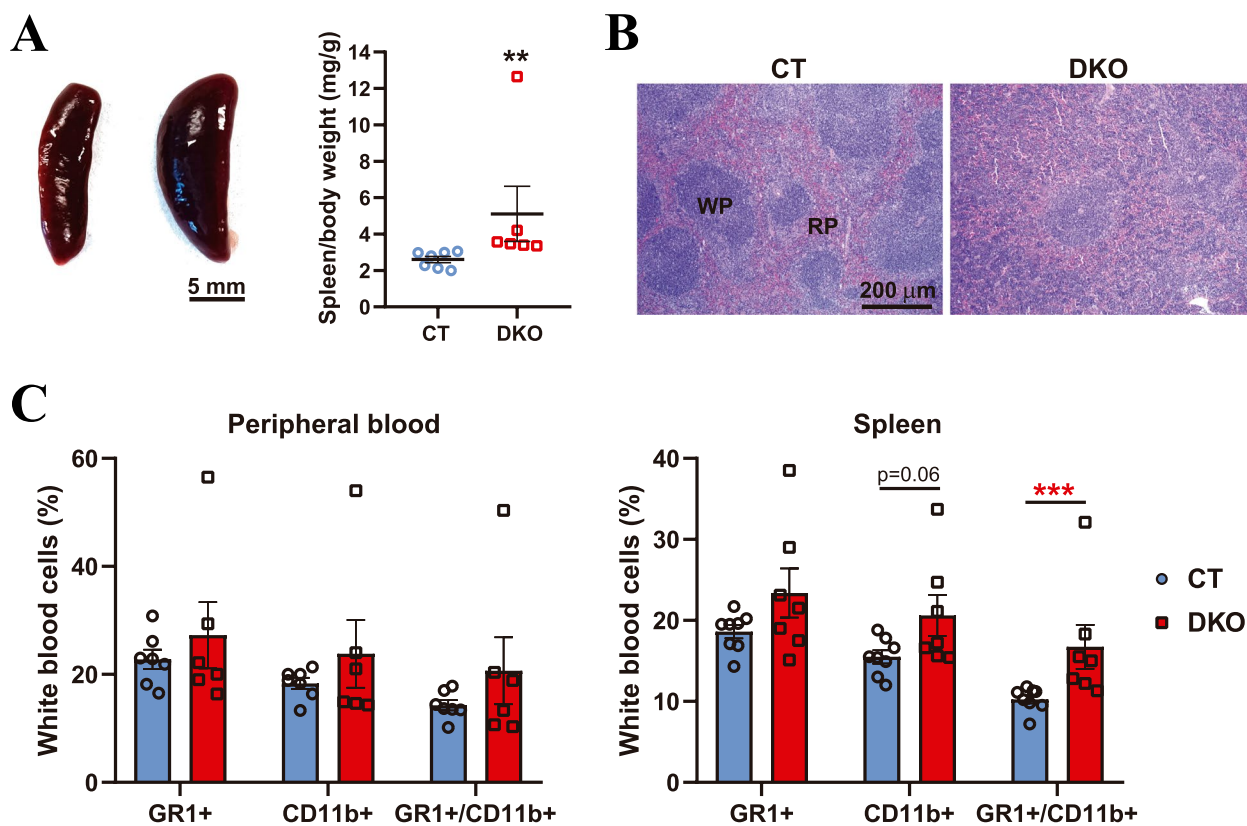 A
Spleen/body weight (mg/g)
14
12
10
8
6
4
2
0
**
CT
DKO
5 mm
B
CT
DKO
WP
RP
200 μm
C
Peripheral blood
White blood cells (%)
60
40
20
0
GR1+
CD11b+
GR1+/CD11b+
Spleen
White blood cells (%)
40
30
20
10
0
p=0.06
***
GR1+
CD11b+
GR1+/CD11b+
CT
DKO